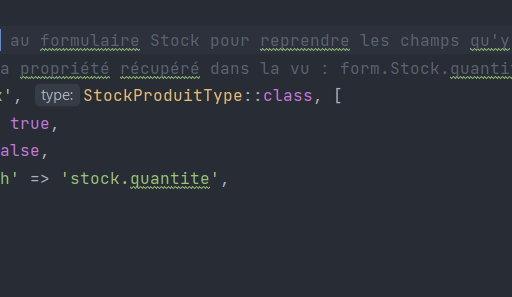 au formulaire Stock pour reprendre les champs qu'y
a propriété récupéré dans la vu : form.Stock.quantit
', type: StockProduitType::class, [
true,
alse,
h' => 'stock.quantite',